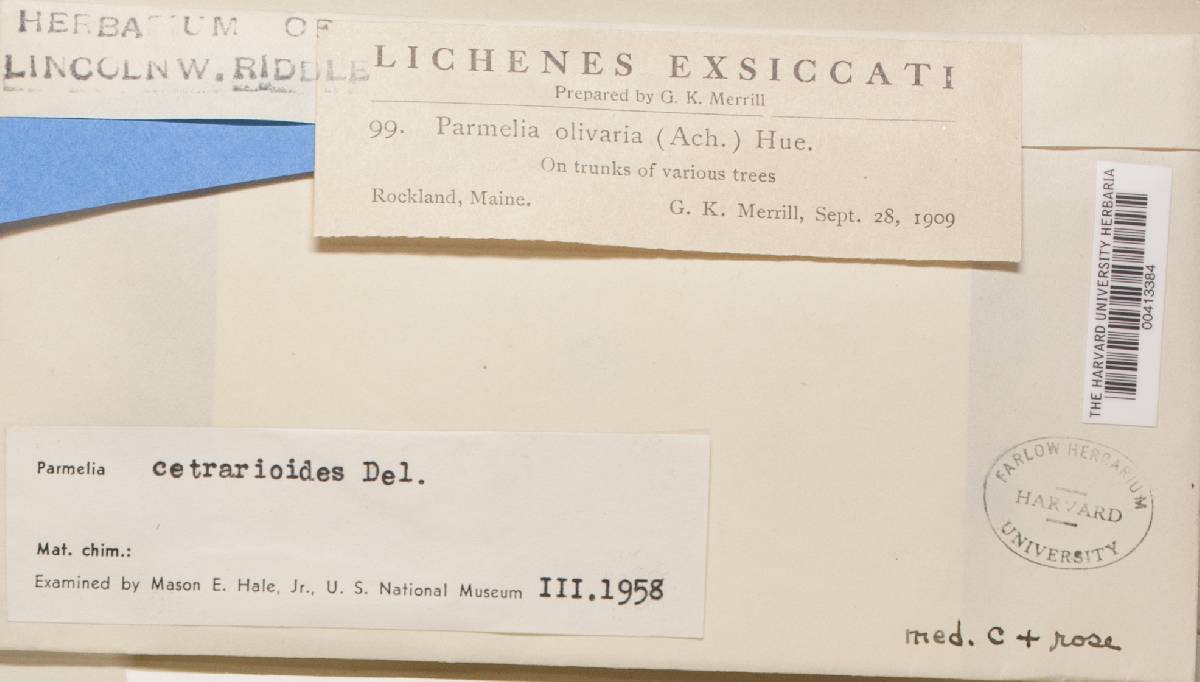 HERBARIUM OF
LINCOLN W. RIDDLE
LICHENES EXSICCATI
Prepared by G. K. Merrill
99. Parmelia olivaria (Ach.) Hue.
On trunks of various trees
Rockland, Maine.
G. K. Merrill, Sept. 28, 1909
THE HARVARD UNIVERSITY HERBARIA
00413384
Parmelia cetrarioides Del.
Mat. chim.:
Examined by Mason E. Hale, Jr., U. S. National Museum III.1958
FARLOW HERBARIUM
HARVARD
UNIVERSITY
med. C + rose